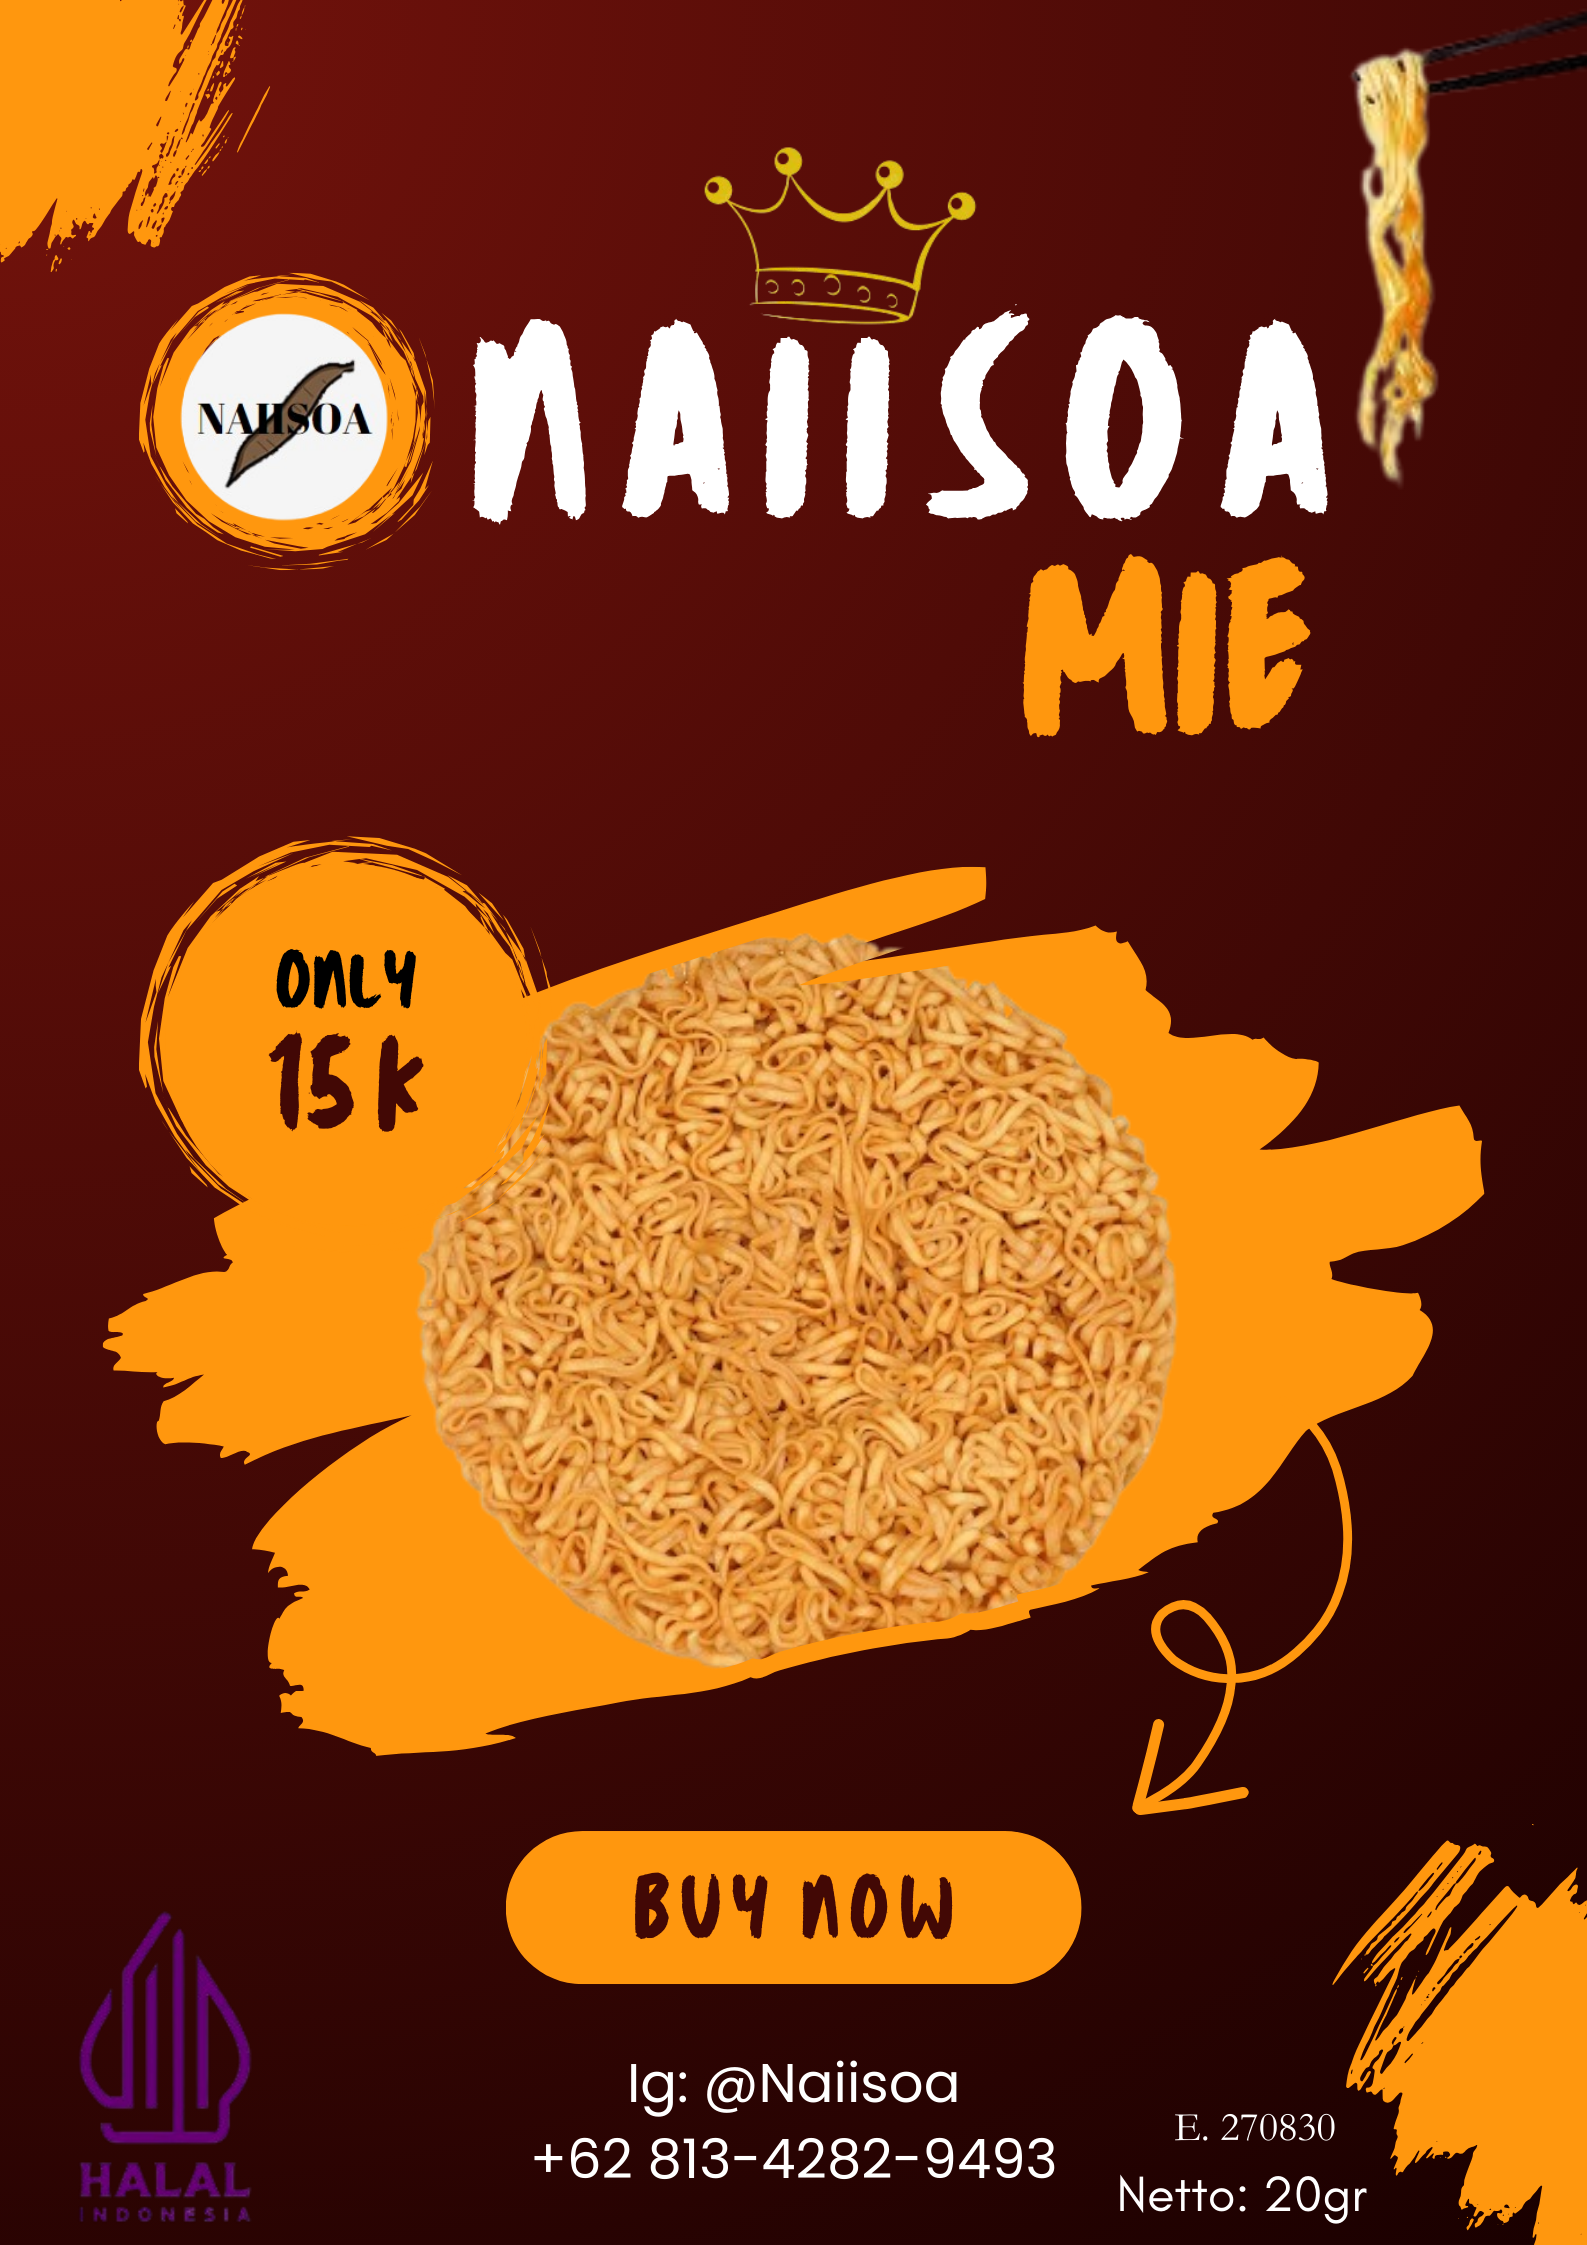 NAIISOA
NAIISOA
MIE
ONLY
15 K
BUY NOW
Ig: @Naiisoa
+62 813-4282-9493
E. 270830
Netto: 20gr
HALAL
INDONESIA